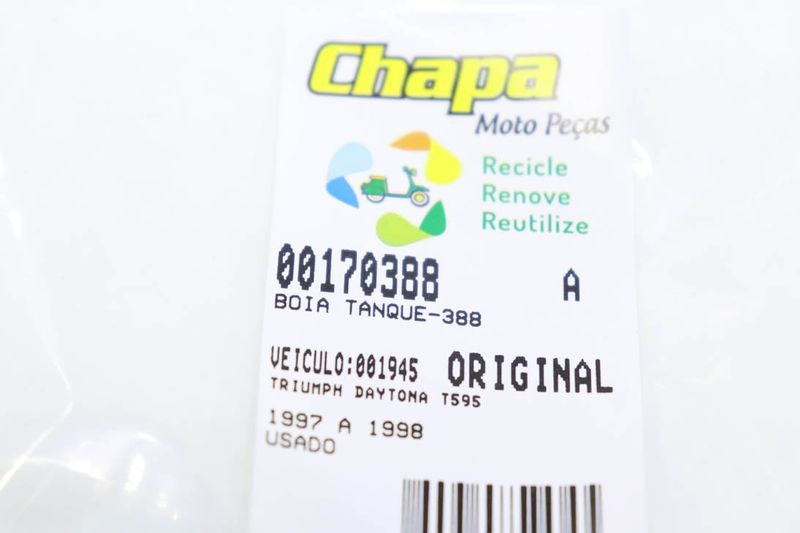 Chapa
Moto Peças
Recicle
Renove
Reutilize
00170388 A
BOIA TANQUE-388
VEICULO:001945 ORIGINAL
TRIUMPH DAYTONA T595
1997 A 1998
USADO